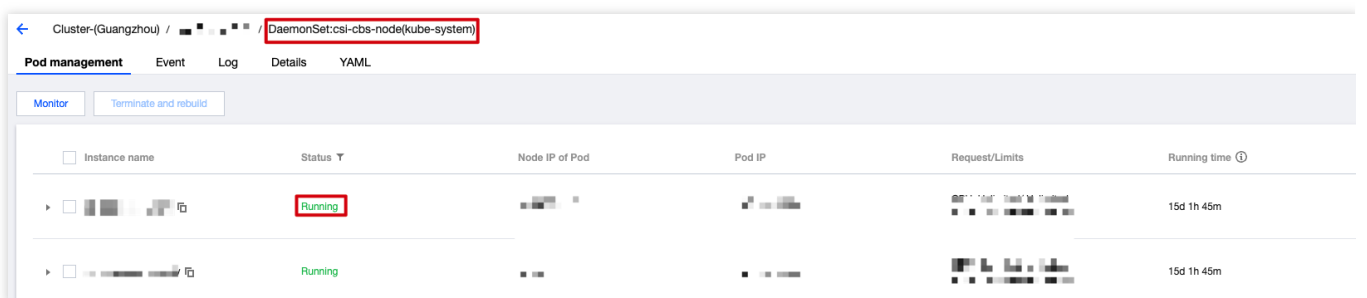 Cluster-(Guangzhou) / / DaemonSet:csi-cbs-node(kube-system)
Pod management Event Log Details YAML
Monitor Terminate and rebuild
Instance name Status Node IP of Pod Pod IP Request/Limits Running time
Running 15d 1h 45m
Running 15d 1h 45m